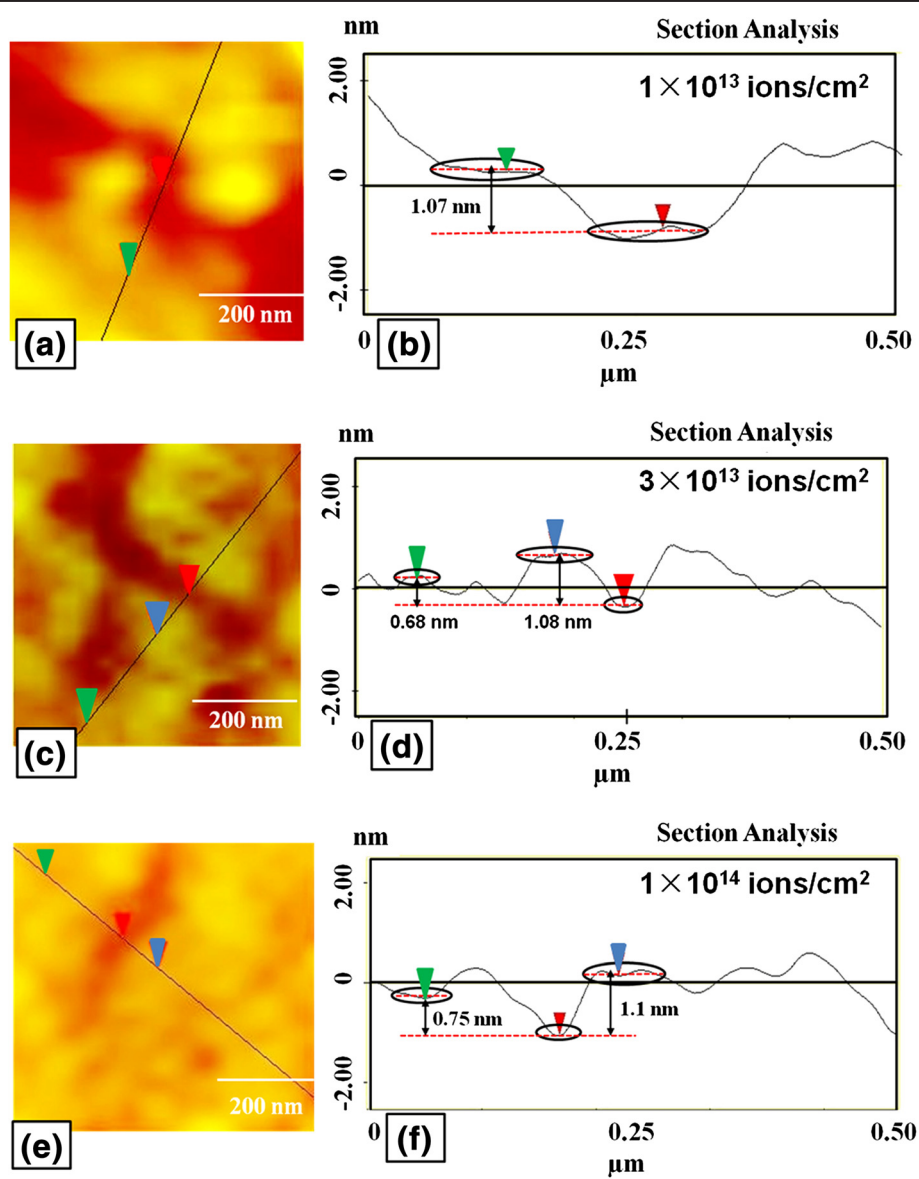 nm
Section Analysis
1×10¹³ ions/cm²
2.00
0
-2.00
1.07 nm
200 nm
(a)
0
(b)
0.25
0.50
µm
nm
Section Analysis
3×10¹³ ions/cm²
2.00
0
-2.00
0.68 nm
1.08 nm
200 nm
(c)
0
(d)
0.25
0.50
µm
nm
Section Analysis
1×10¹⁴ ions/cm²
2.00
0
-2.00
0.75 nm
1.1 nm
200 nm
(e)
0
(f)
0.25
0.50
µm